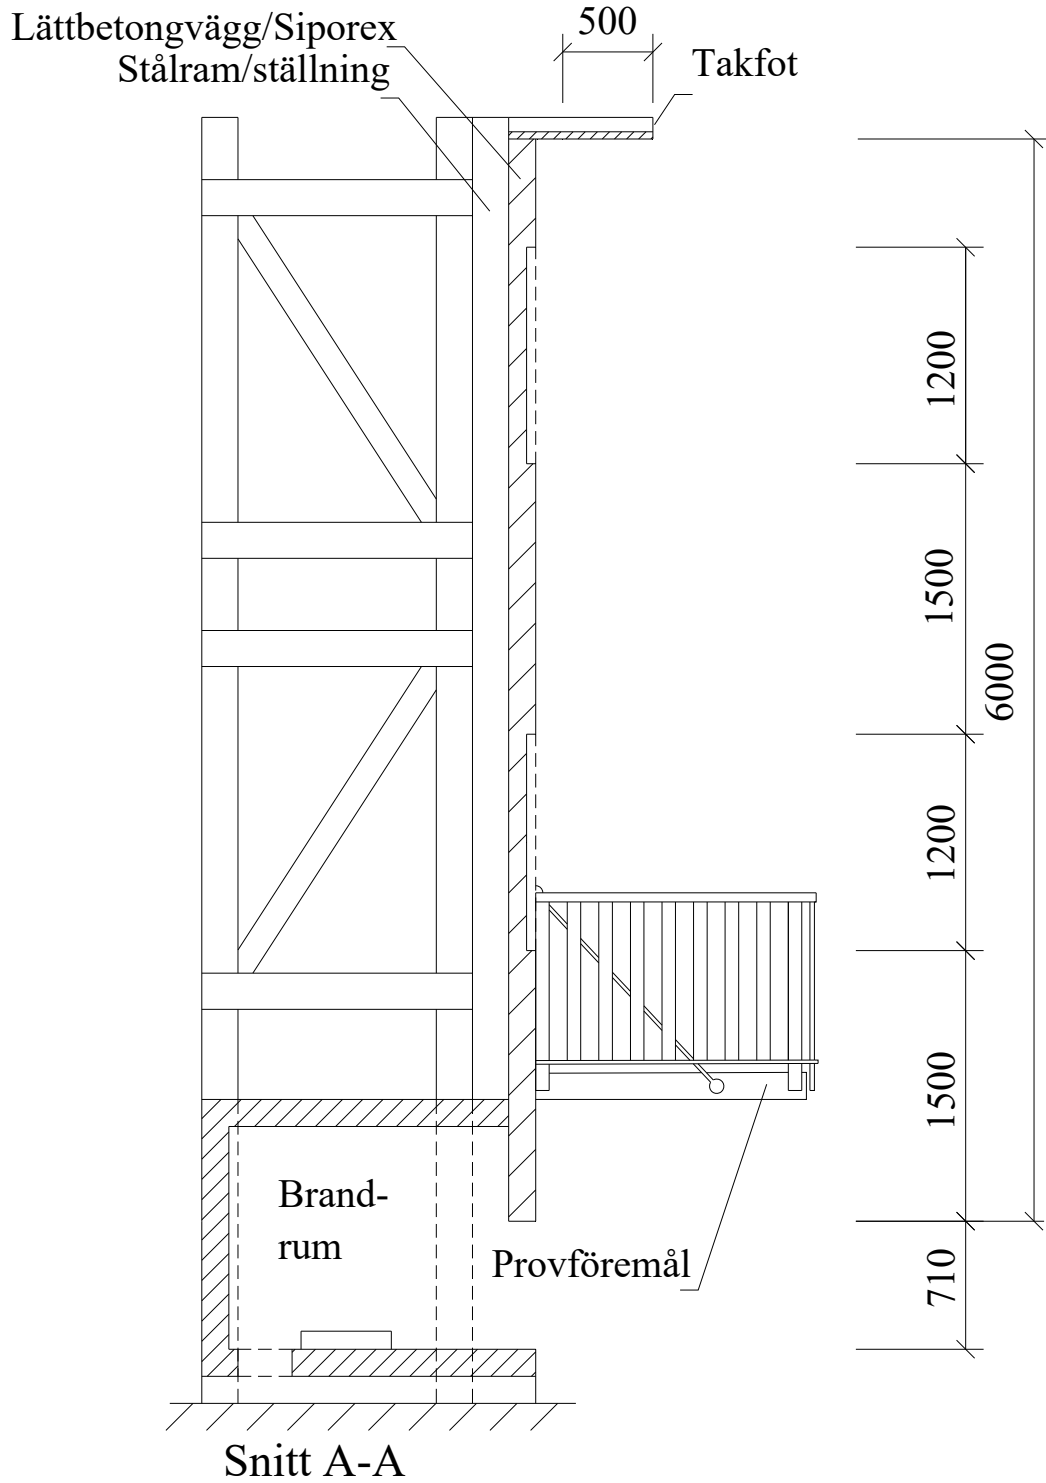 Lättbetongvägg/Siporex
Stålram/ställning
500
Takfot
1200
1500
6000
1200
1500
710
Brand-
rum
Provföremål
Snitt A-A